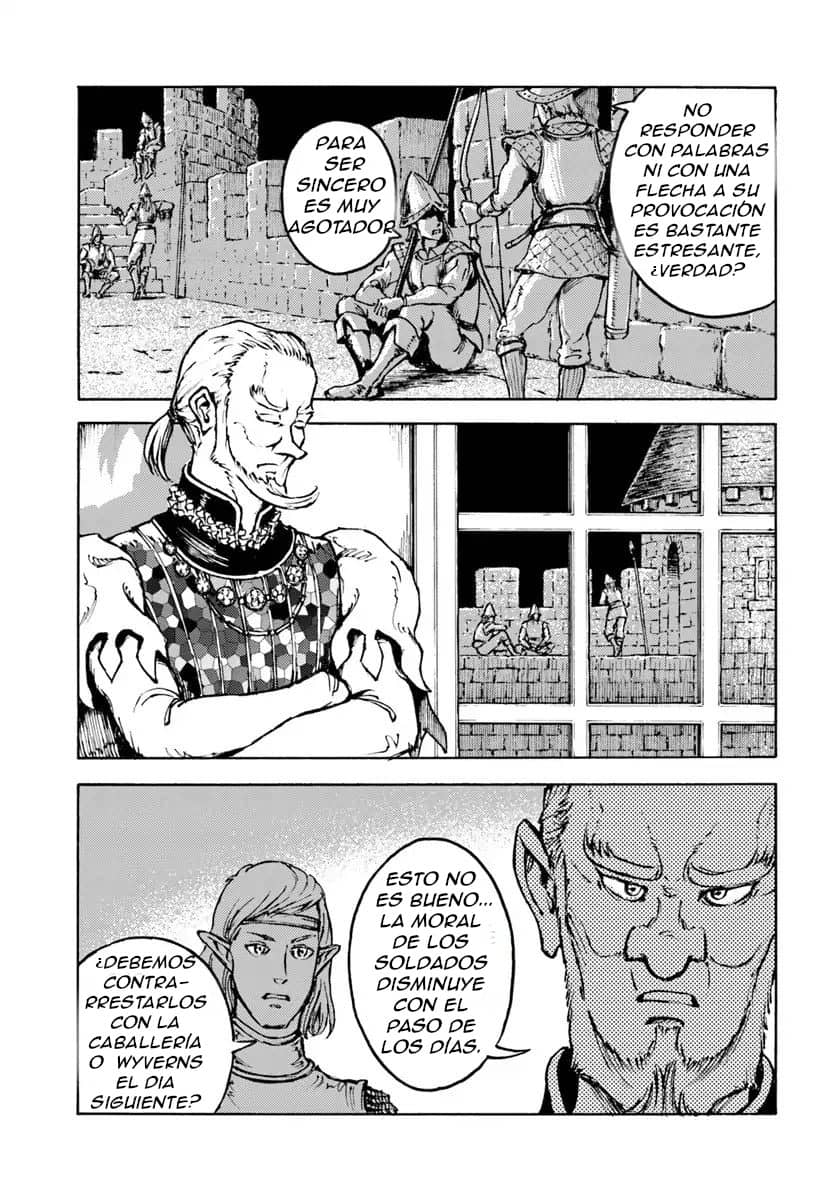 NO
RESPONDER
CON PALABRAS
NI CON UNA
FLECHA A SU
PROVOCACIÓN
ES BASTANTE
ESTRESANTE,
¿VERDAD?
PARA
SER
SINCERO
ES MUY
AGOTADOR
ESTO NO
ES BUENO...
LA MORAL
DE LOS
SOLDADOS
DISMINUYE
CON EL
PASO DE
LOS DÍAS.
¿DEBEMOS
CONTRA-
RRESTARLOS
CON LA
CABALLERÍA
O WYVERNS
EL DIA
SIGUIENTE?